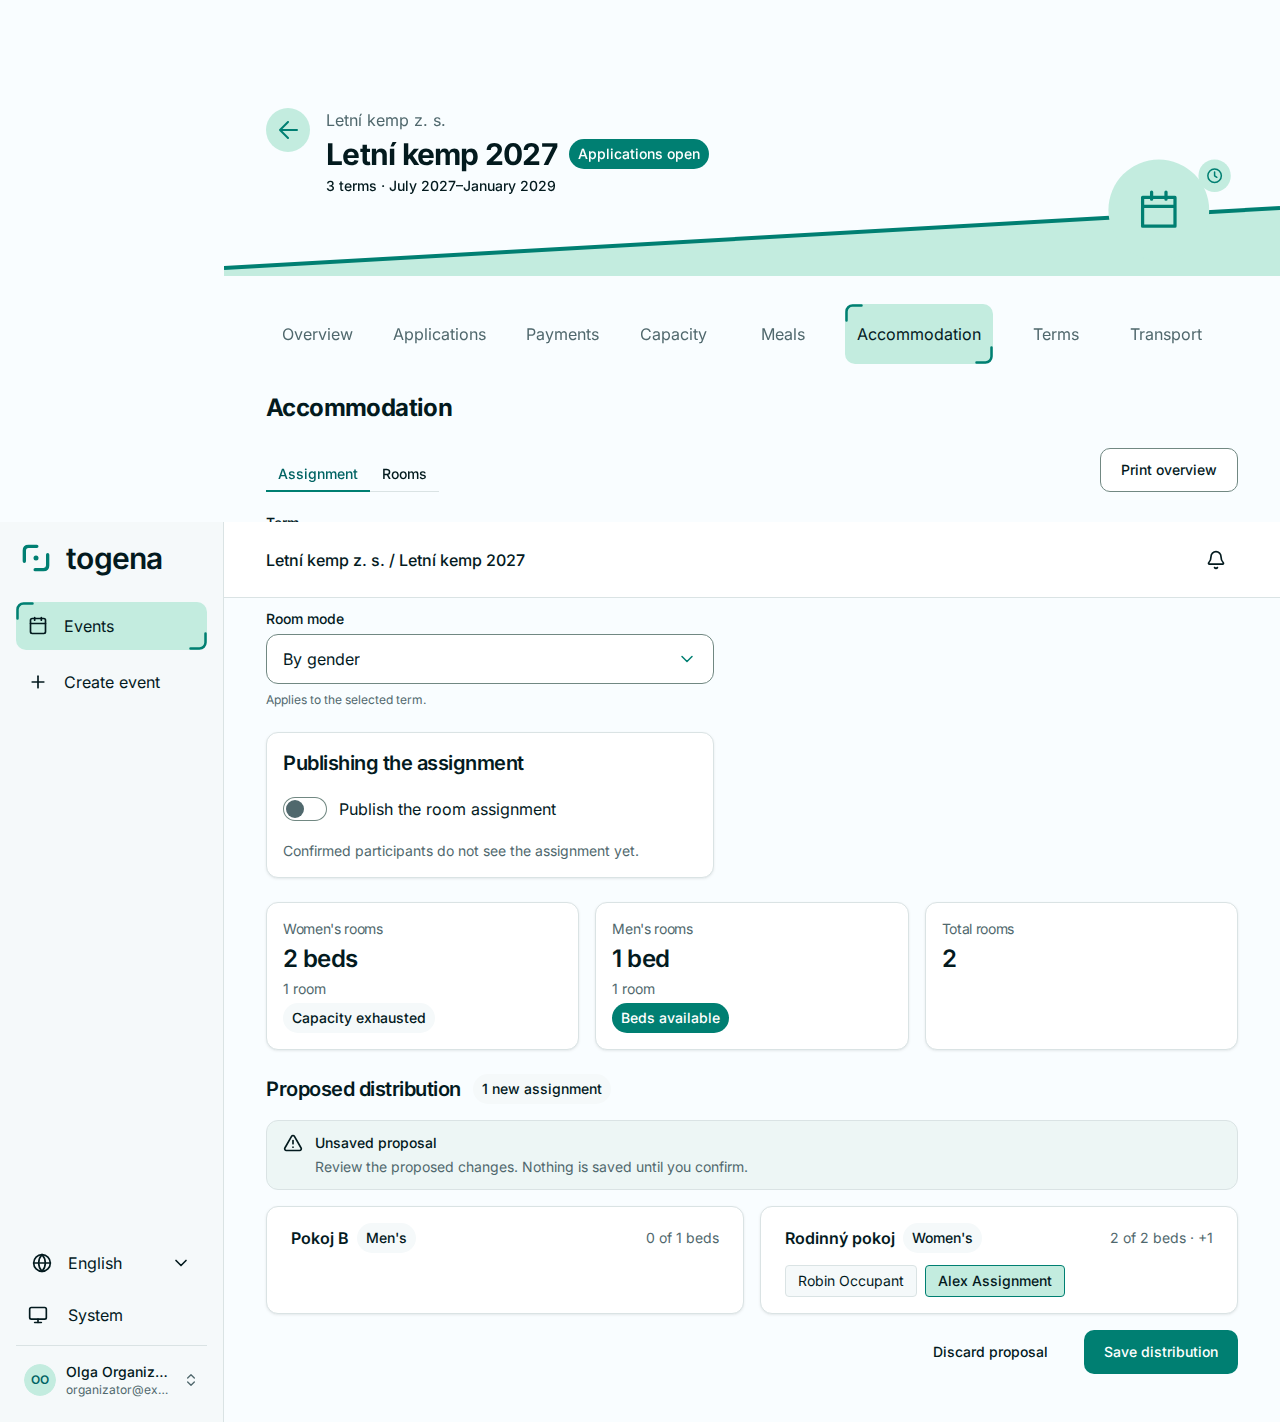 Letní kemp z. s.
Letní kemp 2027
Applications open
3 terms · July 2027–January 2029
Overview
Applications
Payments
Capacity
Meals
Accommodation
Terms
Transport
Accommodation
Assignment
Rooms
Print overview
Term
togena
Letní kemp z. s. / Letní kemp 2027
Events
Create event
Room mode
By gender
Applies to the selected term.
Publishing the assignment
Publish the room assignment
Confirmed participants do not see the assignment yet.
Women's rooms
2 beds
1 room
Capacity exhausted
Men's rooms
1 bed
1 room
Beds available
Total rooms
2
Proposed distribution
1 new assignment
Unsaved proposal
Review the proposed changes. Nothing is saved until you confirm.
Pokoj B
Men's
0 of 1 beds
Rodinný pokoj
Women's
2 of 2 beds · +1
Robin Occupant
Alex Assignment
Discard proposal
Save distribution
English
System
OO
Olga Organiz...
organizator@ex...